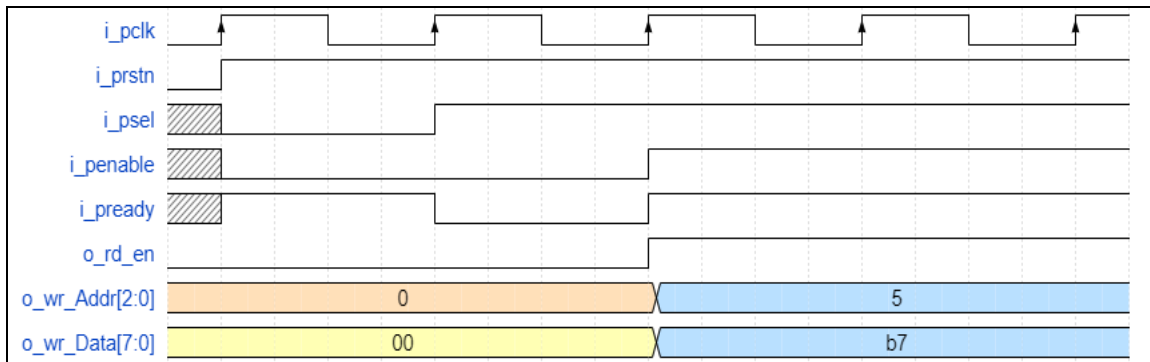 i_pclk
i_prstn
i_psel
i_penable
i_pready
o_rd_en
o_wr_Addr[2:0] 0 5
o_wr_Data[7:0] 00 b7